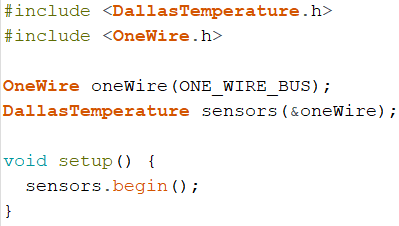 #include <DallasTemperature.h>
#include <OneWire.h>
OneWire oneWire(ONE_WIRE_BUS);
DallasTemperature sensors(&oneWire);
void setup() {
  sensors.begin();
}